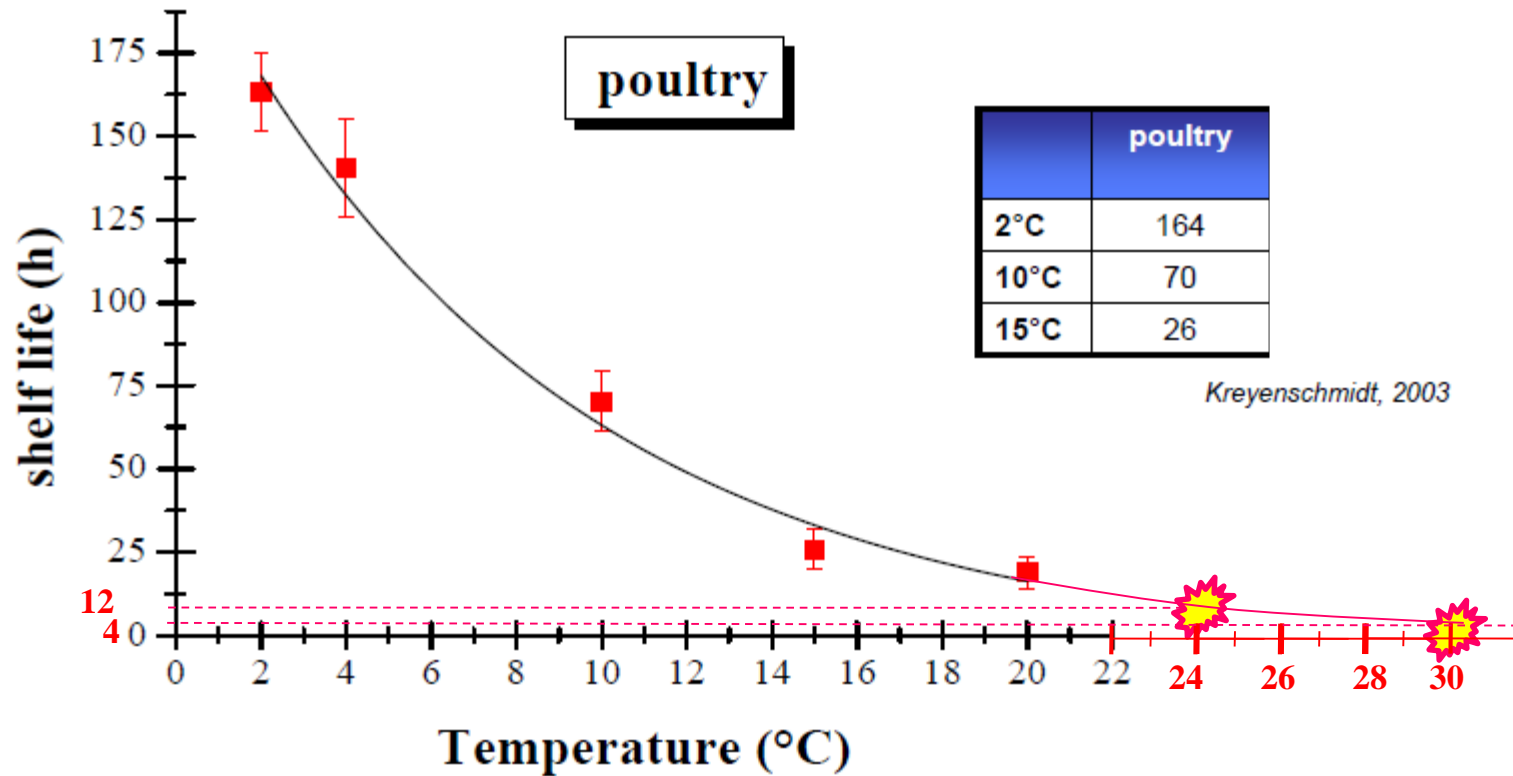 poultry
175
150
125
100
75
50
25
12
4
0
shelf life (h)
poultry
2°C 164
10°C 70
15°C 26
Kreyenschmidt, 2003
0 2 4 6 8 10 12 14 16 18 20 22 24 26 28 30
Temperature (°C)